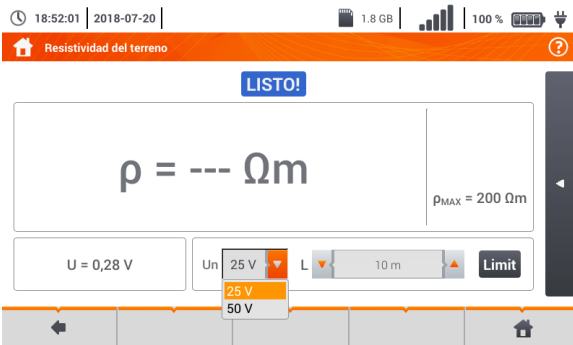 18:52:01 2018-07-20 1.8 GB 100 %
Resistividad del terreno ?
LISTO!
ρ = --- Ωm
ρMAX = 200 Ωm
U = 0,28 V
Un 25 V L 10 m Limit
25 V
50 V